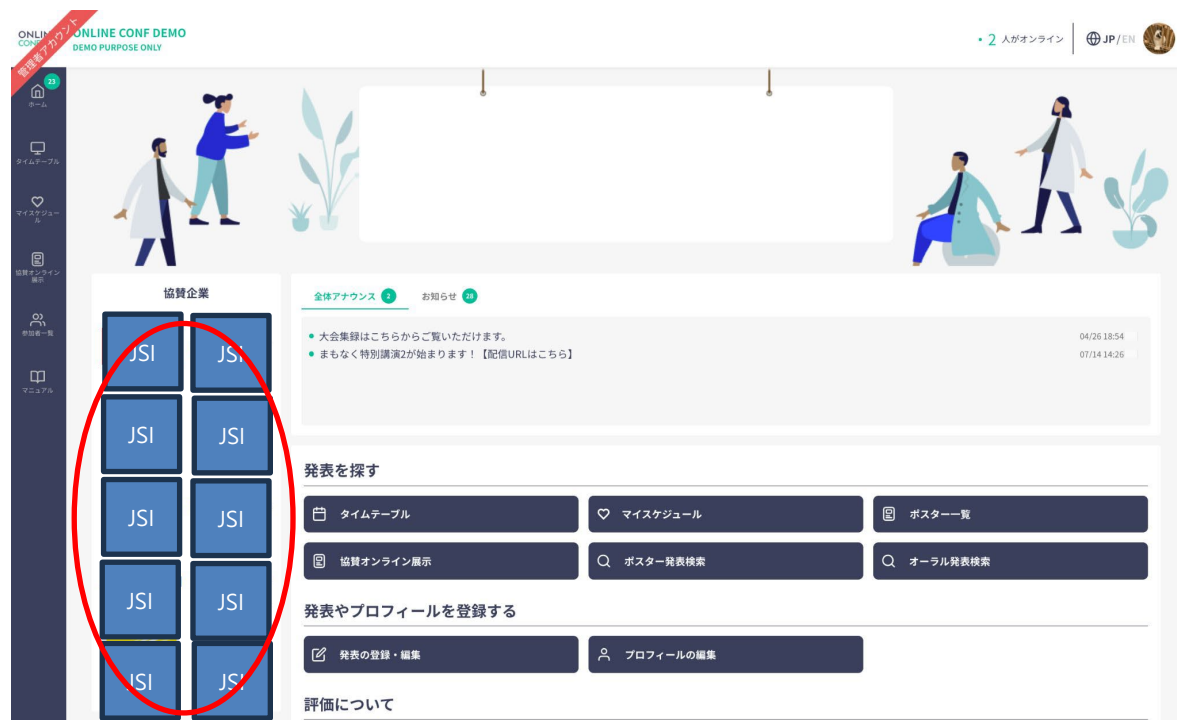 ONLINE CONF DEMO
DEMO PURPOSE ONLY
管理者アカウント
• 2 人がオンライン
JP/EN
23
ホーム
タイムテーブル
マイスケジュー
ル
協賛オンライン
展示
参加者一覧
マニュアル
協賛企業
JSI JSI
JSI JSI
JSI JSI
JSI JSI
JSI JSI
全体アナウンス 2 お知らせ 28
大会集録はこちらからご覧いただけます。 04/26 18:54
まもなく特別講演2が始まります！【配信URLはこちら】 07/14 14:26
発表を探す
タイムテーブル マイスケジュール ポスター一覧
協賛オンライン展示 ポスター発表検索 オーラル発表検索
発表やプロフィールを登録する
発表の登録・編集 プロフィールの編集
評価について